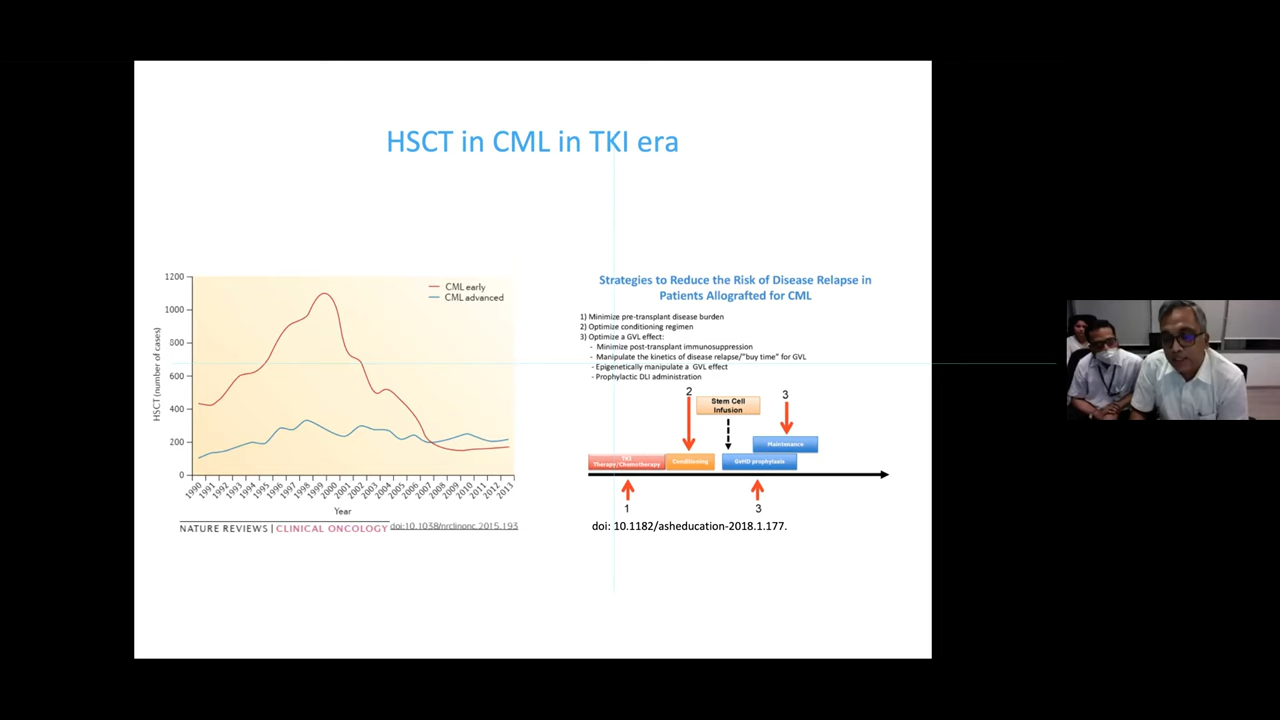 HSCT in CML in TKI era
1200
1000
800
600
400
200
0
HSCT (number of cases)
CML early
CML advanced
1990
1991
1992
1993
1994
1995
1996
1997
1998
1999
2000
2001
2002
2003
2004
2005
2006
2007
2008
2009
2010
2011
2012
2013
Year
NATURE REVIEWS | CLINICAL ONCOLOGY doi:10.1038/nrclinonc.2015.193
Strategies to Reduce the Risk of Disease Relapse in
Patients Allografted for CML
1) Minimize pre-transplant disease burden
2) Optimize conditioning regimen
3) Optimize a GVL effect:
- Minimize post-transplant immunosuppression
- Manipulate the kinetics of disease relapse/"buy time" for GVL
- Epigenetically manipulate a GVL effect
- Prophylactic DLI administration
2
Stem Cell
Infusion
3
Maintenance
TKI
Therapy/Chemotherapy
Conditioning
GvHD prophylaxis
1
3
doi: 10.1182/asheducation-2018.1.177.